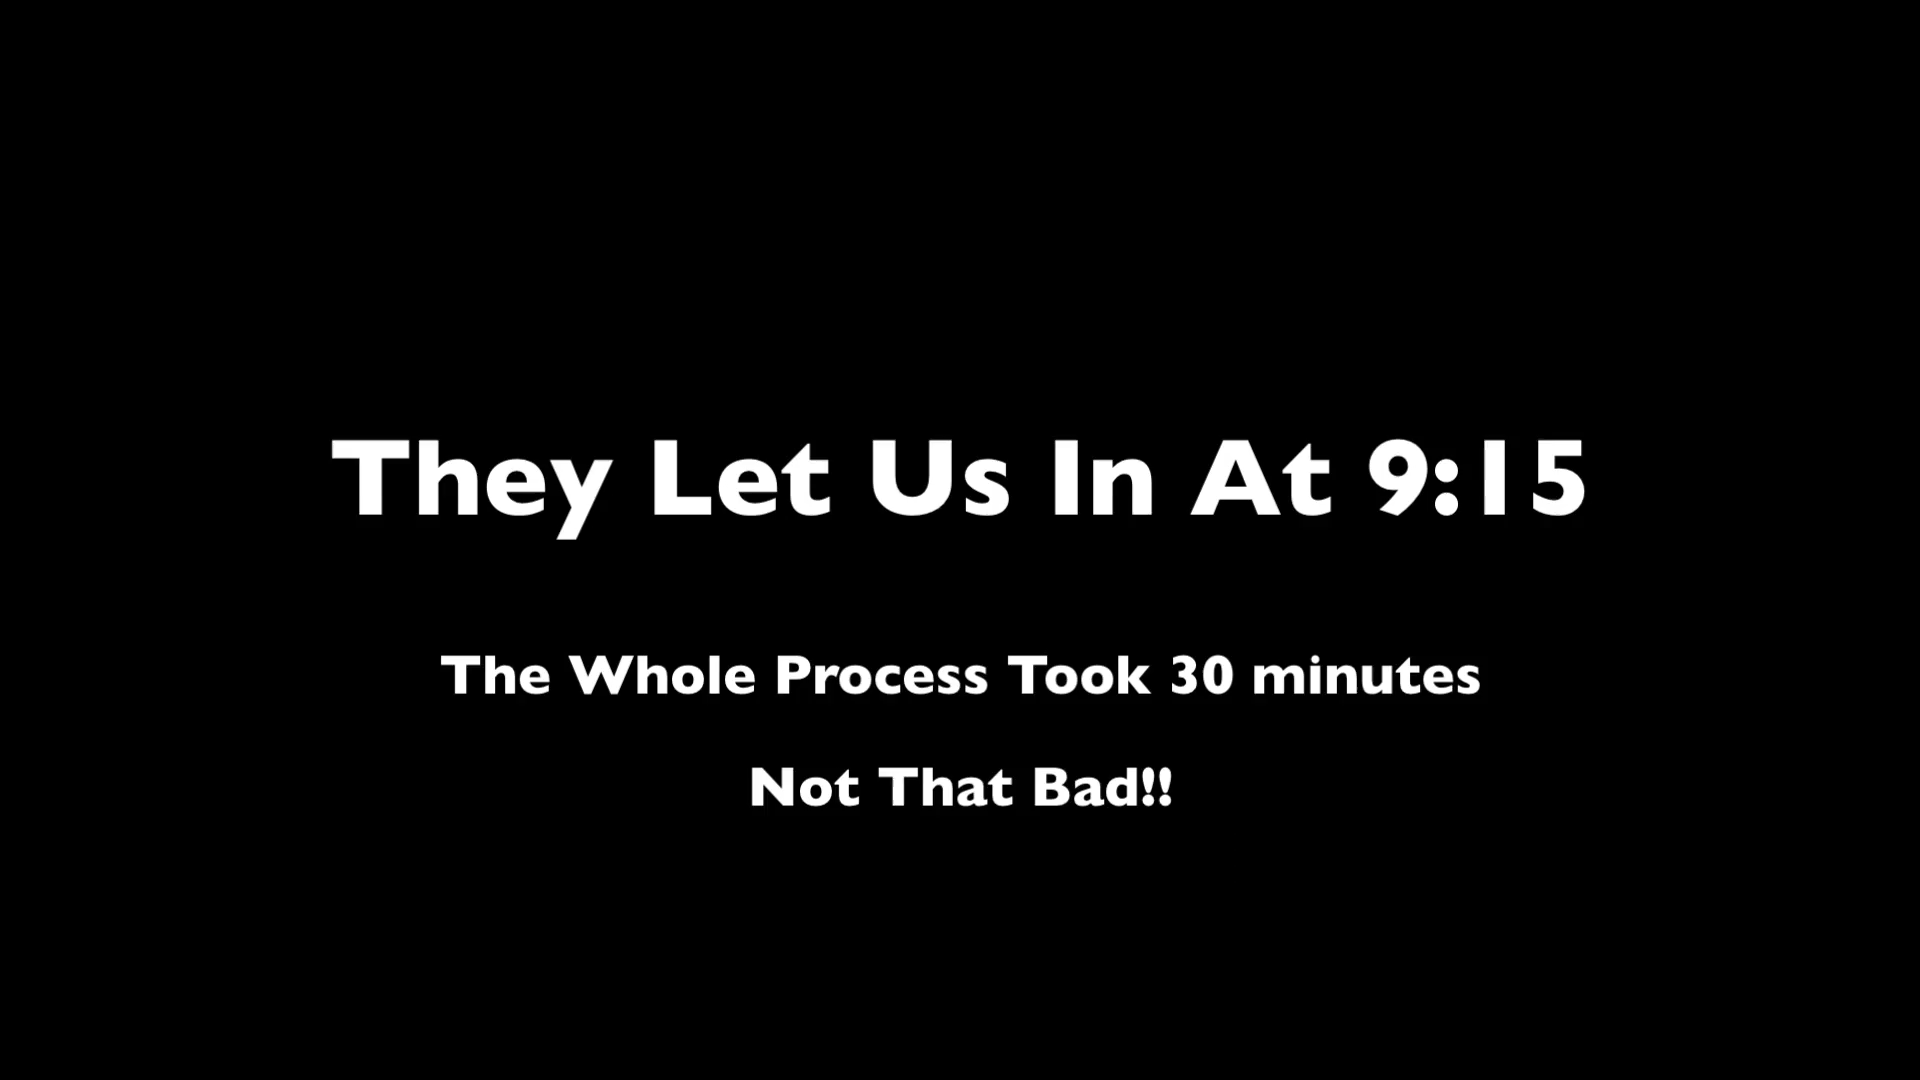 They Let Us In At 9:15
The Whole Process Took 30 minutes
Not That Bad!!